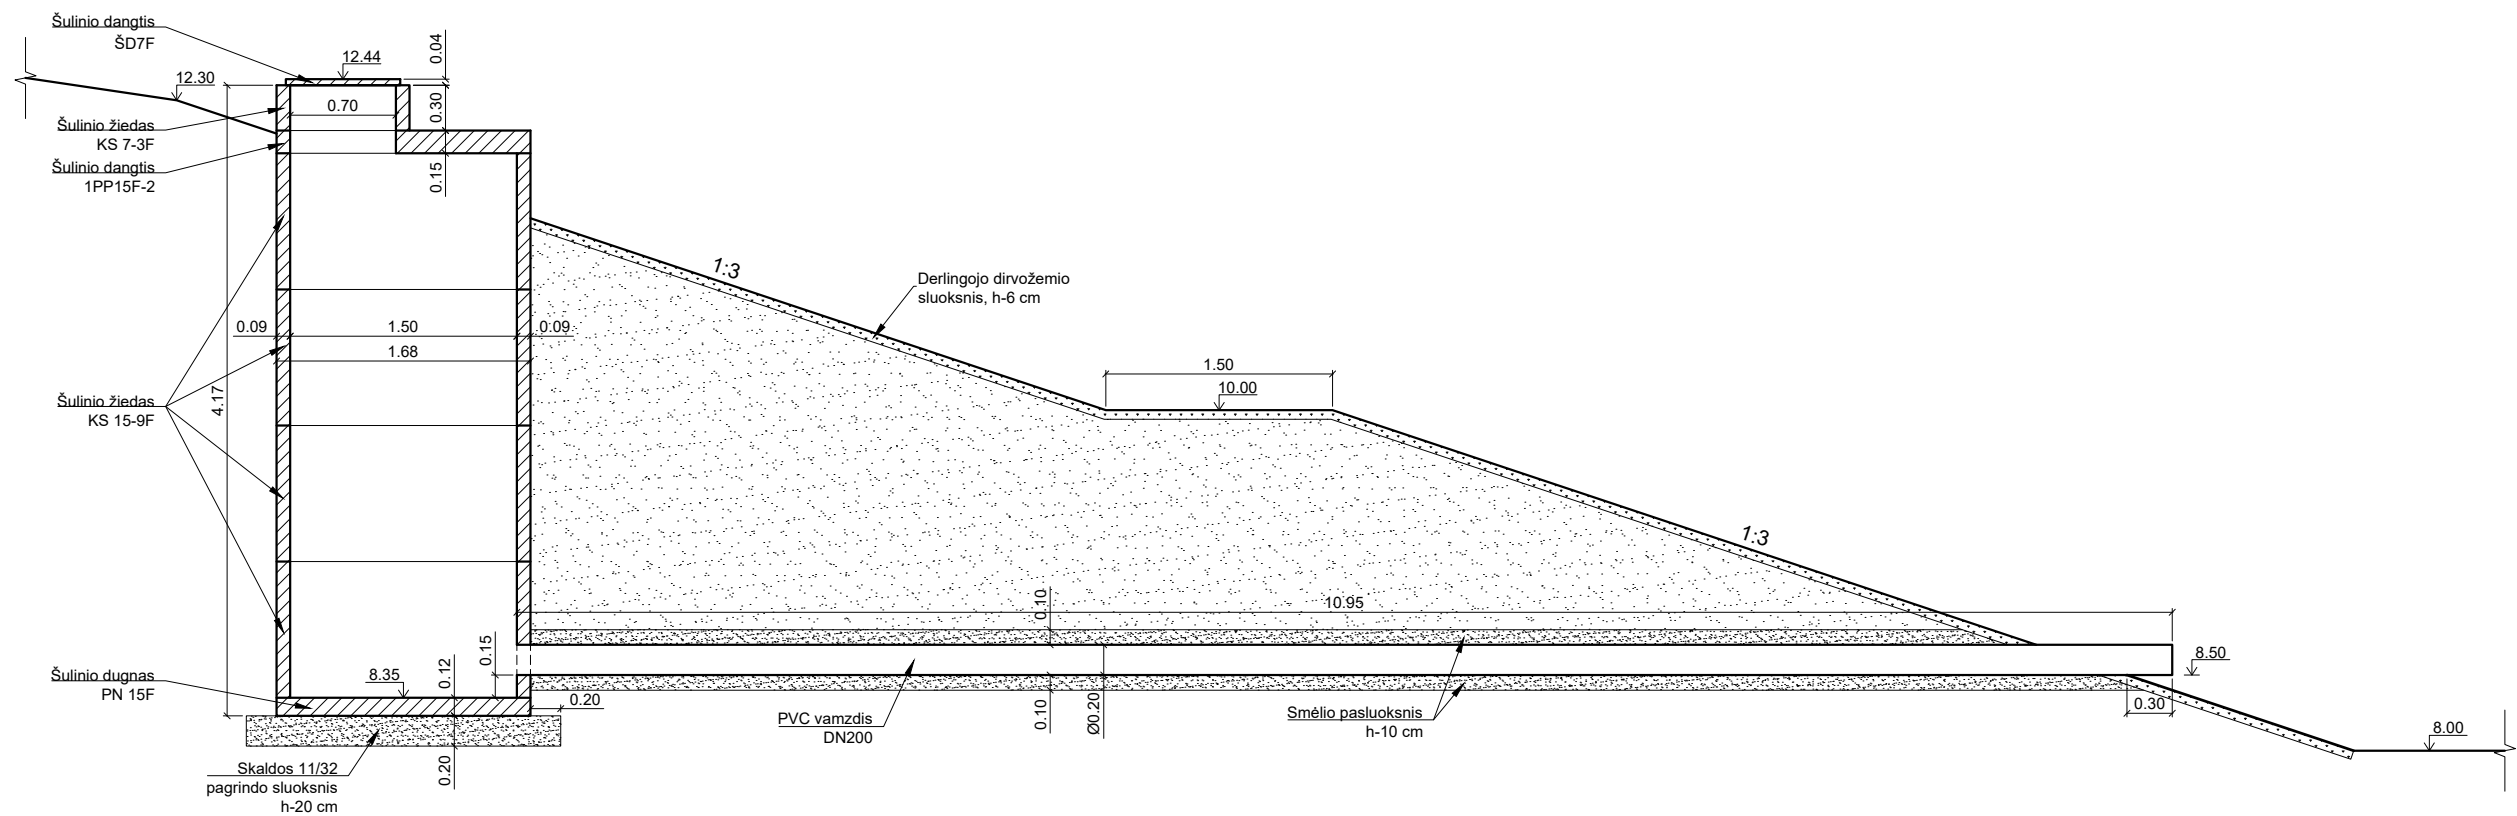 Šulinio dangtis
ŠD7F
12.44
0.04
12.30
0.70
0.30
Šulinio žiedas
KS 7-3F
Šulinio dangtis
1PP15F-2
0.15
1:3
Derlingojo dirvožemio
sluoksnis, h-6 cm
0.09
1.50
0.09
1.68
1.50
10.00
4.17
Šulinio žiedas
KS 15-9F
1:3
0.10
10.95
0.15
8.50
Šulinio dugnas
PN 15F
8.35
0.12
0.20
0.10
Ø0.20
PVC vamzdis
DN200
Smėlio pasluoksnis
h-10 cm
0.30
8.00
0.20
Skaldos 11/32
pagrindo sluoksnis
h-20 cm